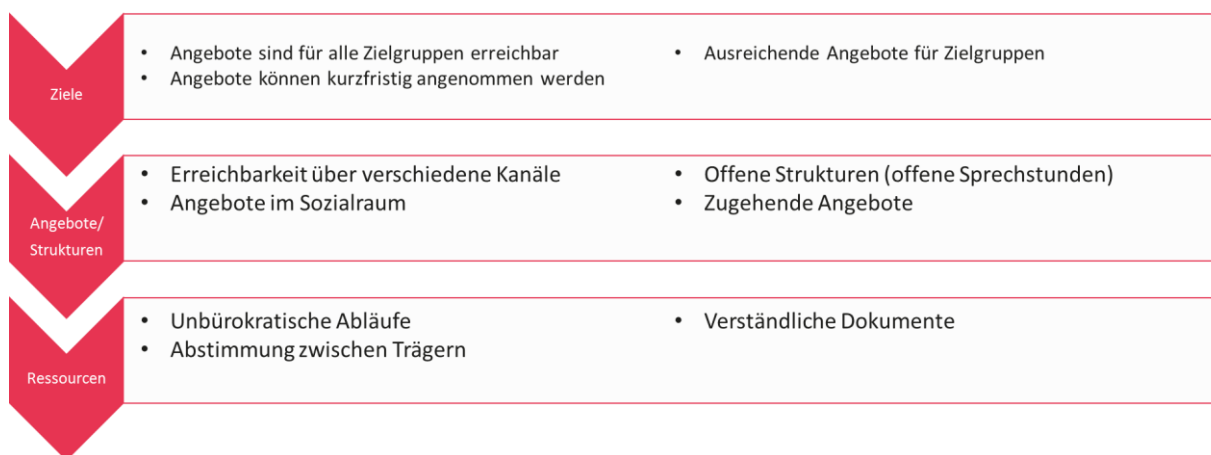 Ziele
• Angebote sind für alle Zielgruppen erreichbar
• Angebote können kurzfristig angenommen werden
• Ausreichende Angebote für Zielgruppen
Angebote/
Strukturen
• Erreichbarkeit über verschiedene Kanäle
• Angebote im Sozialraum
• Offene Strukturen (offene Sprechstunden)
• Zugehende Angebote
Ressourcen
• Unbürokratische Abläufe
• Abstimmung zwischen Trägern
• Verständliche Dokumente